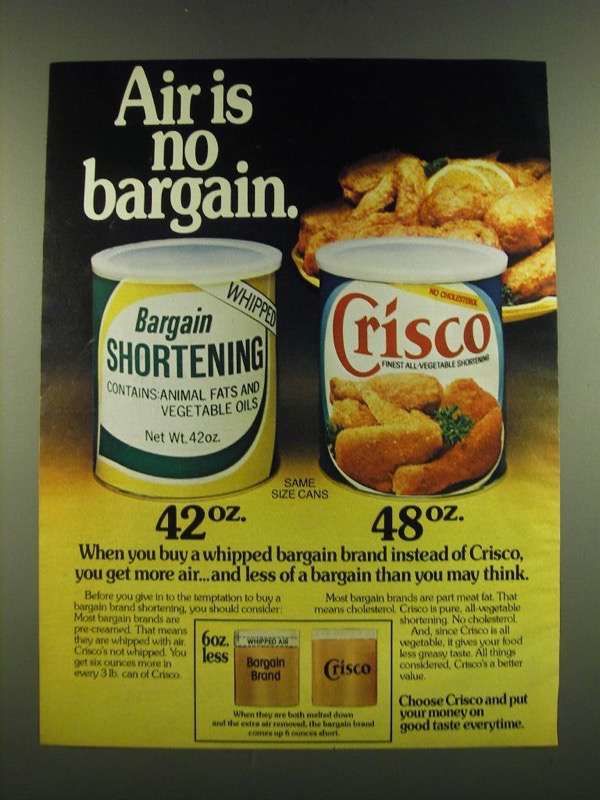 Air is
no
bargain.
WHIPPED
Bargain
SHORTENING
CONTAINS: ANIMAL FATS AND
VEGETABLE OILS
Net Wt. 42oz.
NO CHOLESTEROL
Crisco
FINEST ALL-VEGETABLE SHORTENING
SAME
SIZE CANS
42 oz.
48 oz.
When you buy a whipped bargain brand instead of Crisco,
you get more air...and less of a bargain than you may think.
Before you give in to the temptation to buy a
bargain brand shortening, you should consider:
Most bargain brands are
pre-creamed. That means
they are whipped with air.
Crisco's not whipped. You
get six ounces more in
every 3 lb. can of Crisco.
6oz.
less
WHIPPED AIR
Bargain
Brand
Crisco
When they are both melted down
and the extra air removed, the bargain brand
comes up 6 ounces short.
Most bargain brands are part meat fat. That
means cholesterol. Crisco is pure, all-vegetable
shortening. No cholesterol.
And, since Crisco is all
vegetable, it gives your food
less greasy taste. All things
considered, Crisco's a better
value.
Choose Crisco and put
your money on
good taste everytime.